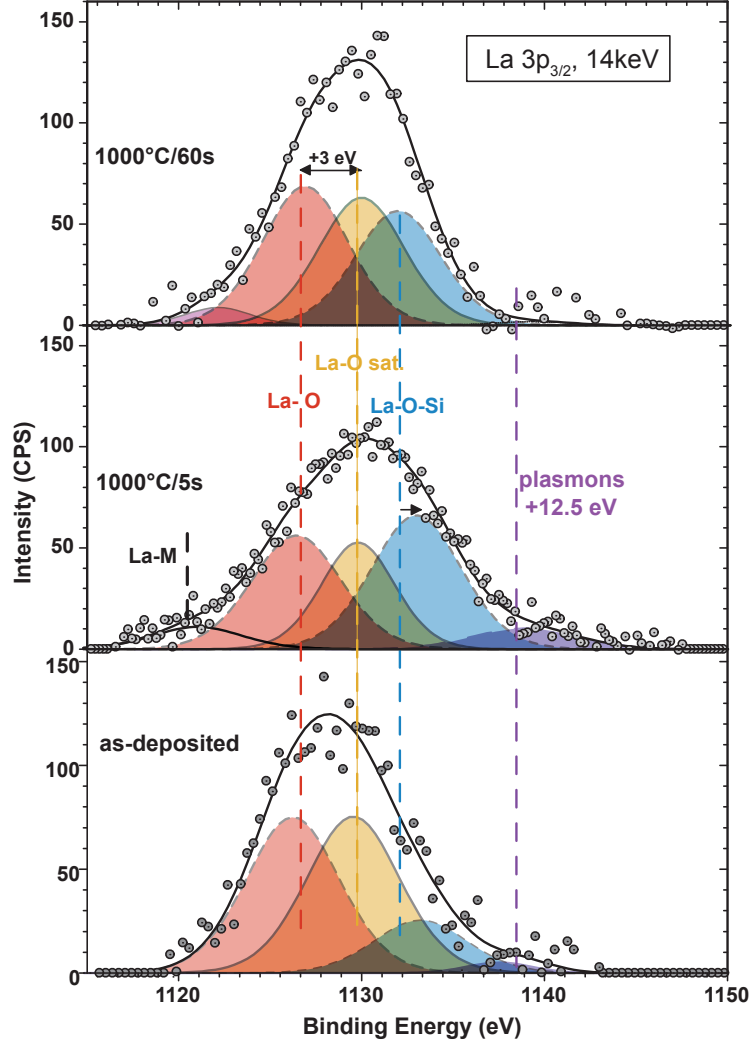 150
La 3p3/2, 14keV
100
1000°C/60s
+3 eV
50
0
150
La-O sat.
La- O
La-O-Si
100
1000°C/5s
plasmons
+12.5 eV
Intensity (CPS)
La-M
50
0
150
as-deposited
100
50
0
1120 1130 1140 1150
Binding Energy (eV)